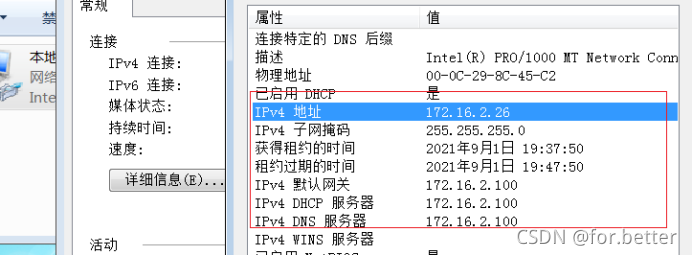 禁
本地
网络
Inte
常规
连接
IPv4 连接:
IPv6 连接:
媒体状态:
持续时间:
速度:
详细信息(E)...
活动
属性 值
连接特定的 DNS 后缀
描述 Intel(R) PRO/1000 MT Network Conn
物理地址 00-0C-29-8C-45-C2
已启用 DHCP 是
IPv4 地址 172.16.2.26
IPv4 子网掩码 255.255.255.0
获得租约的时间 2021年9月1日 19:37:50
租约过期的时间 2021年9月1日 19:47:50
IPv4 默认网关 172.16.2.100
IPv4 DHCP 服务器 172.16.2.100
IPv4 DNS 服务器 172.16.2.100
IPv4 WINS 服务器
CSDN @for.better